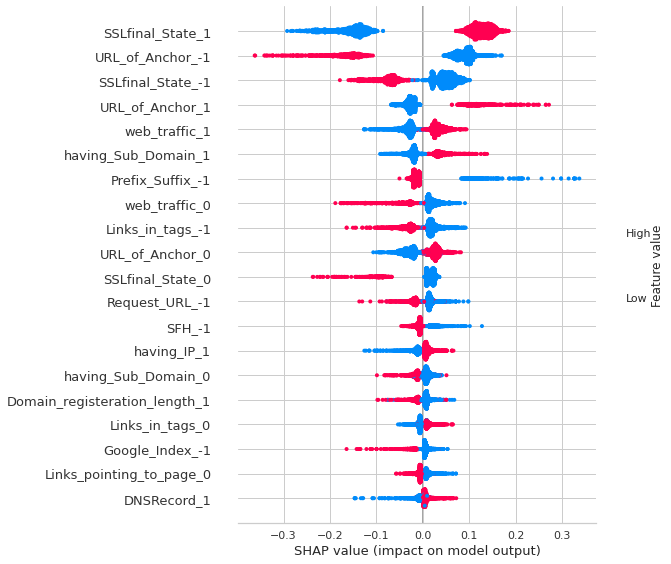 SSLfinal_State_1
URL_of_Anchor_-1
SSLfinal_State_-1
URL_of_Anchor_1
web_traffic_1
having_Sub_Domain_1
Prefix_Suffix_-1
web_traffic_0
Links_in_tags_-1
URL_of_Anchor_0
SSLfinal_State_0
Request_URL_-1
SFH_-1
having_IP_1
having_Sub_Domain_0
Domain_registeration_length_1
Links_in_tags_0
Google_Index_-1
Links_pointing_to_page_0
DNSRecord_1
−0.3 −0.2 −0.1 0.0 0.1 0.2 0.3
SHAP value (impact on model output)
High
Low
Feature value